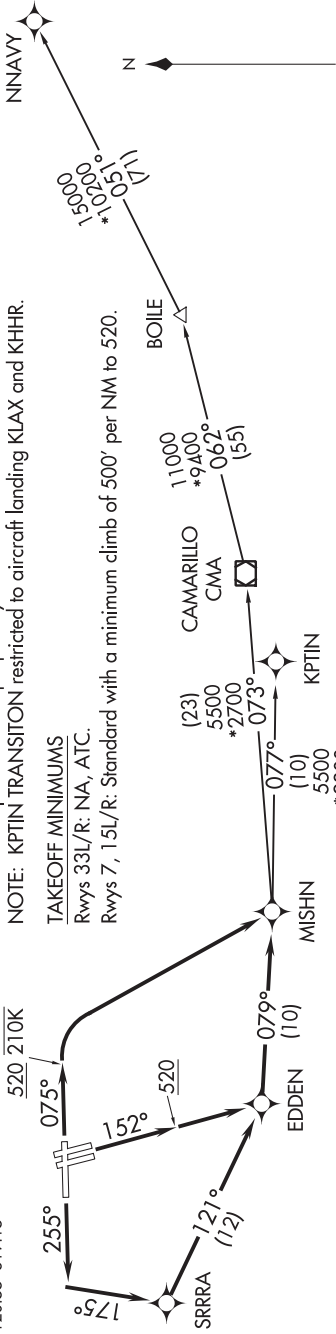 NNAVY
N
15000
*10200
051°
(71)
NOTE: KPTIN TRANSITON restricted to aircraft landing KLAX and KHHR.
TAKEOFF MINIMUMS
Rwys 33L/R: NA, ATC.
Rwys 7, 15L/R: Standard with a minimum climb of 500' per NM to 520.
BOILE
11000
*9400
062°
(55)
CAMARILLO
CMA
(23)
5500
*2700
073°
KPTIN
077°
(10)
5500
MISHN
520 210K
075°
255°
152°
520
079°
(10)
EDDEN
175°
121°
(12)
SRRRA